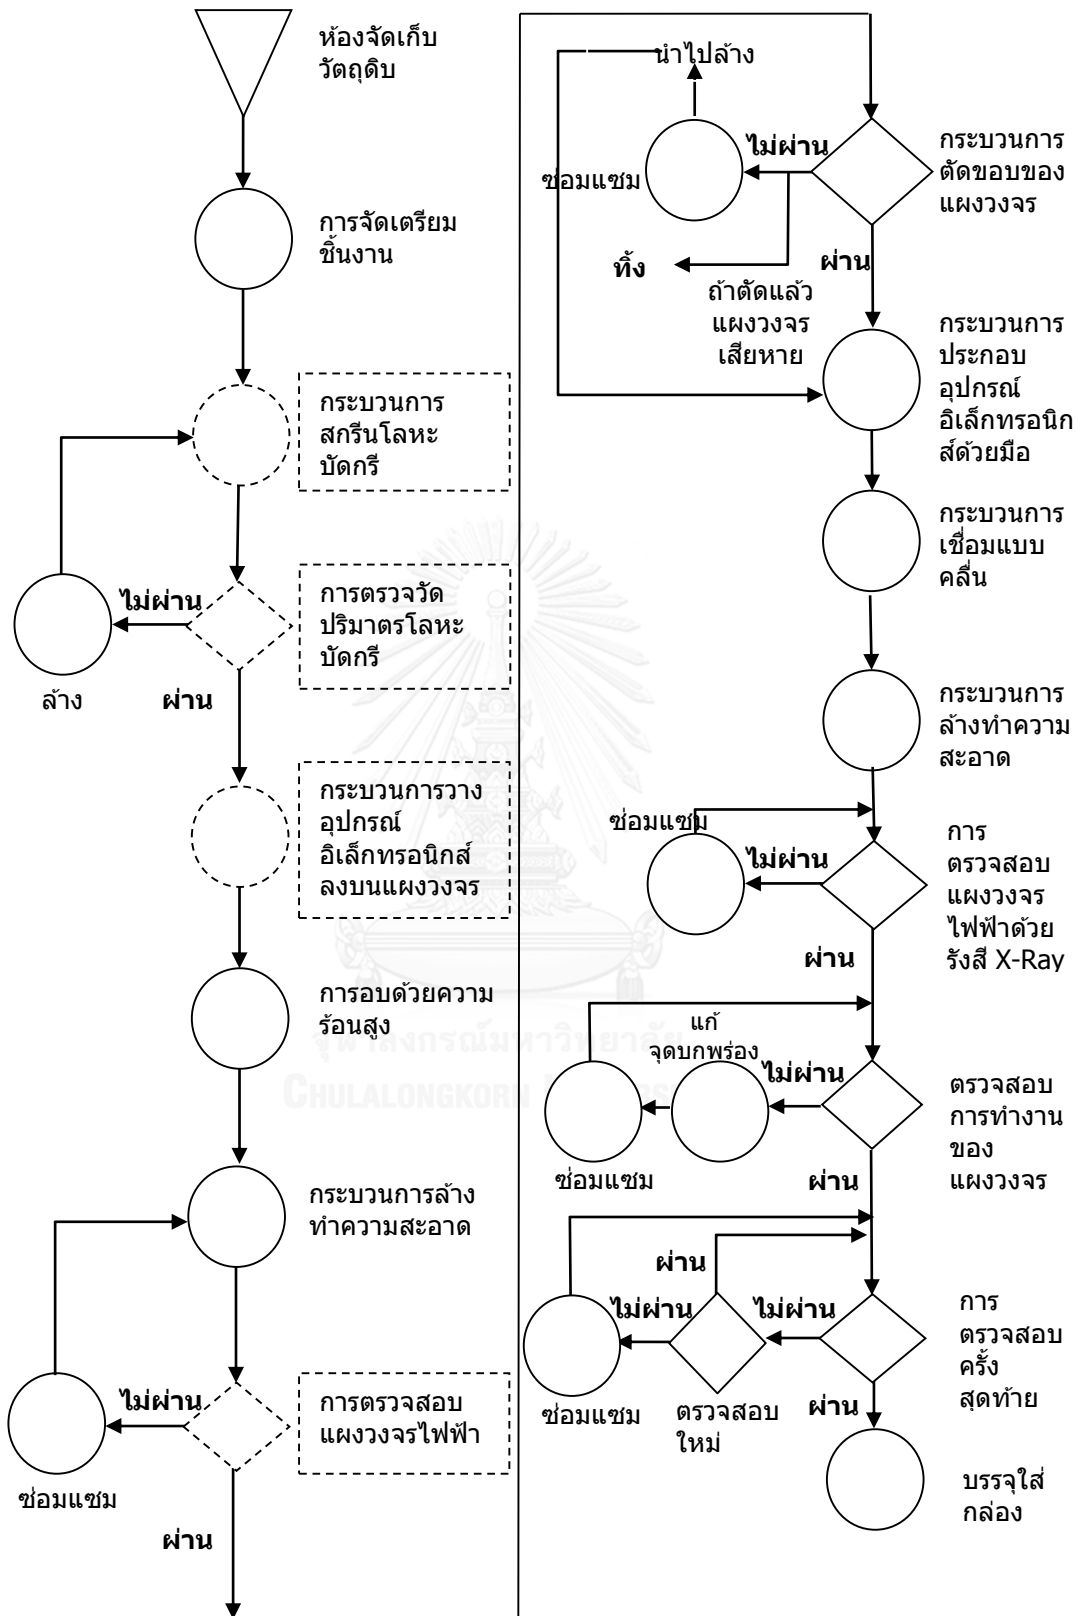 ห้องจัดเก็บ
วัตถุดิบ
การจัดเตรียม
ชิ้นงาน
กระบวนการ
สกรีนโลหะ
บัดกรี
ไม่ผ่าน
การตรวจวัด
ปริมาตรโลหะ
บัดกรี
ล้าง
ผ่าน
กระบวนการวาง
อุปกรณ์
อิเล็กทรอนิกส์
ลงบนแผงวงจร
การอบด้วยความ
ร้อนสูง
กระบวนการล้าง
ทำความสะอาด
ไม่ผ่าน
การตรวจสอบ
แผงวงจรไฟฟ้า
ซ่อมแซม
ผ่าน
นำไปล้าง
ไม่ผ่าน
ซ่อมแซม
กระบวนการ
ตัดขอบของ
แผงวงจร
ทิ้ง
ผ่าน
ถ้าตัดแล้ว
แผงวงจร
เสียหาย
กระบวนการ
ประกอบ
อุปกรณ์
อิเล็กทรอนิก
ส์ด้วยมือ
กระบวนการ
เชื่อมแบบ
คลื่น
กระบวนการ
ล้างทำความ
สะอาด
ซ่อมแซม
ไม่ผ่าน
การ
ตรวจสอบ
แผงวงจร
ไฟฟ้าด้วย
รังสี X-Ray
ผ่าน
แก้
จุดบกพร่อง
ไม่ผ่าน
ซ่อมแซม
ตรวจสอบ
การทำงาน
ของ
แผงวงจร
ผ่าน
ผ่าน
ไม่ผ่าน
ไม่ผ่าน
การ
ตรวจสอบ
ครั้ง
สุดท้าย
ซ่อมแซม
ตรวจสอบ
ใหม่
ผ่าน
บรรจุใส่
กล่อง
จุฬาลงกรณ์มหาวิทยาลัย
CHULALONGKORN